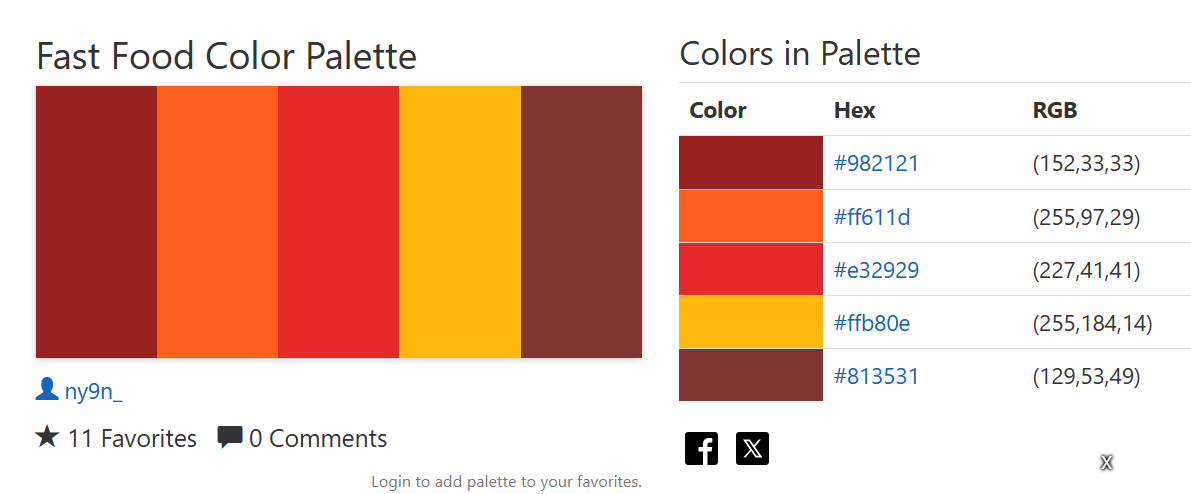 Fast Food Color Palette
ny9n_
11 Favorites 0 Comments
Login to add palette to your favorites.
Colors in Palette
Color Hex RGB
#982121 (152,33,33)
#ff611d (255,97,29)
#e32929 (227,41,41)
#ffb80e (255,184,14)
#813531 (129,53,49)
X